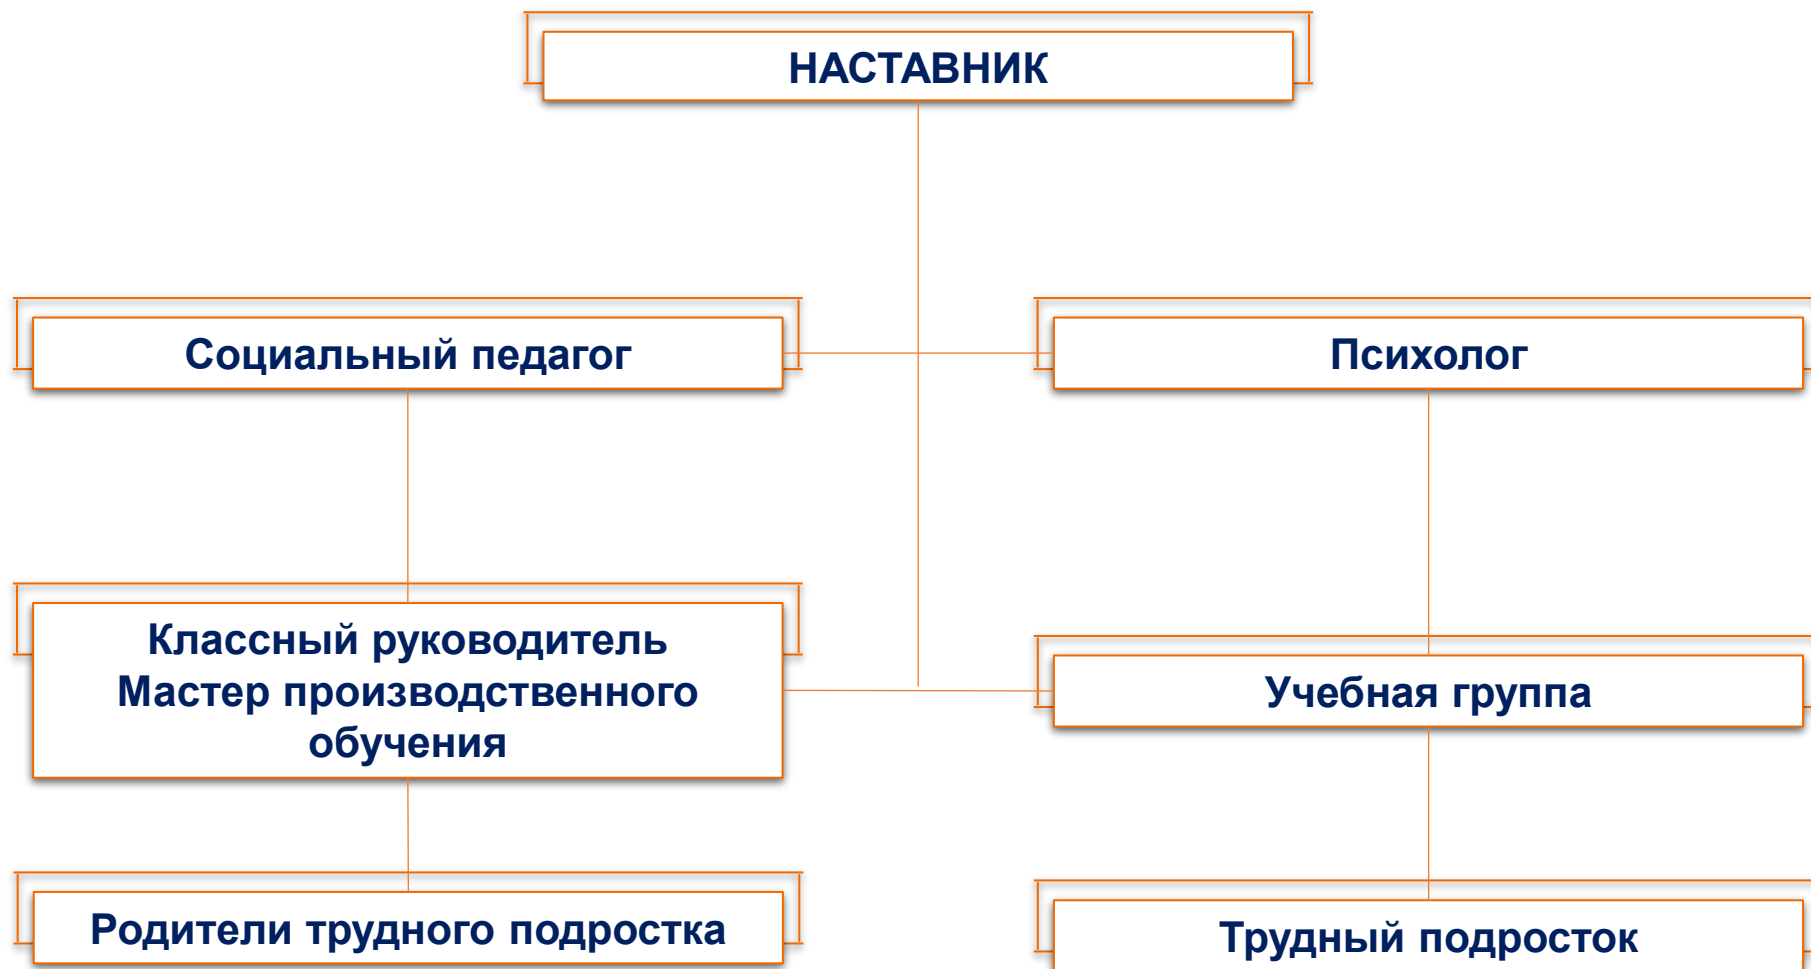 НАСТАВНИК
Социальный педагог
Психолог
Классный руководитель
Мастер производственного
обучения
Учебная группа
Родители трудного подростка
Трудный подросток